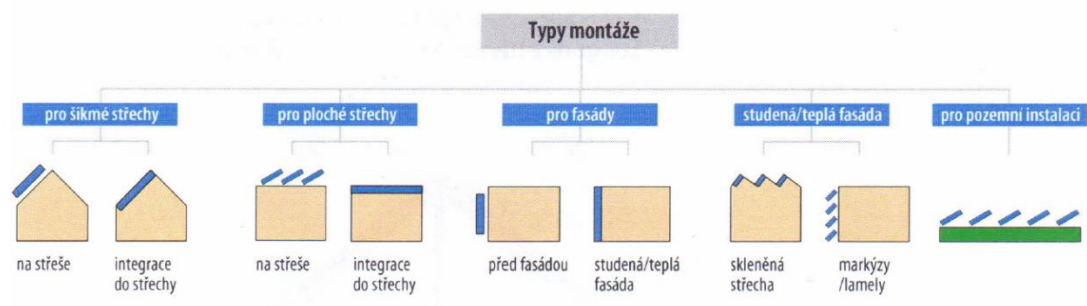 Typy montáže
pro šikmé střechy
pro ploché střechy
pro fasády
studená/teplá fasáda
pro pozemní instalaci
na střeše
integrace
do střechy
na střeše
integrace
do střechy
před fasádou
studená/teplá
fasáda
skleněná
střecha
markýzy
/lamely